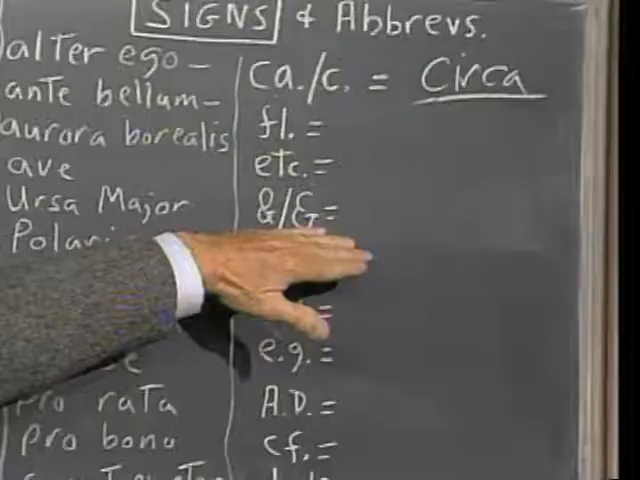 SIGNS & Abbrevs.
alter ego –
ante bellum –
aurora borealis
ave
Ursa Major
pro rata
pro bono
ca./c. = Circa
fl. =
etc. =
&/& =
=
e.g. =
A.D. =
cf. =